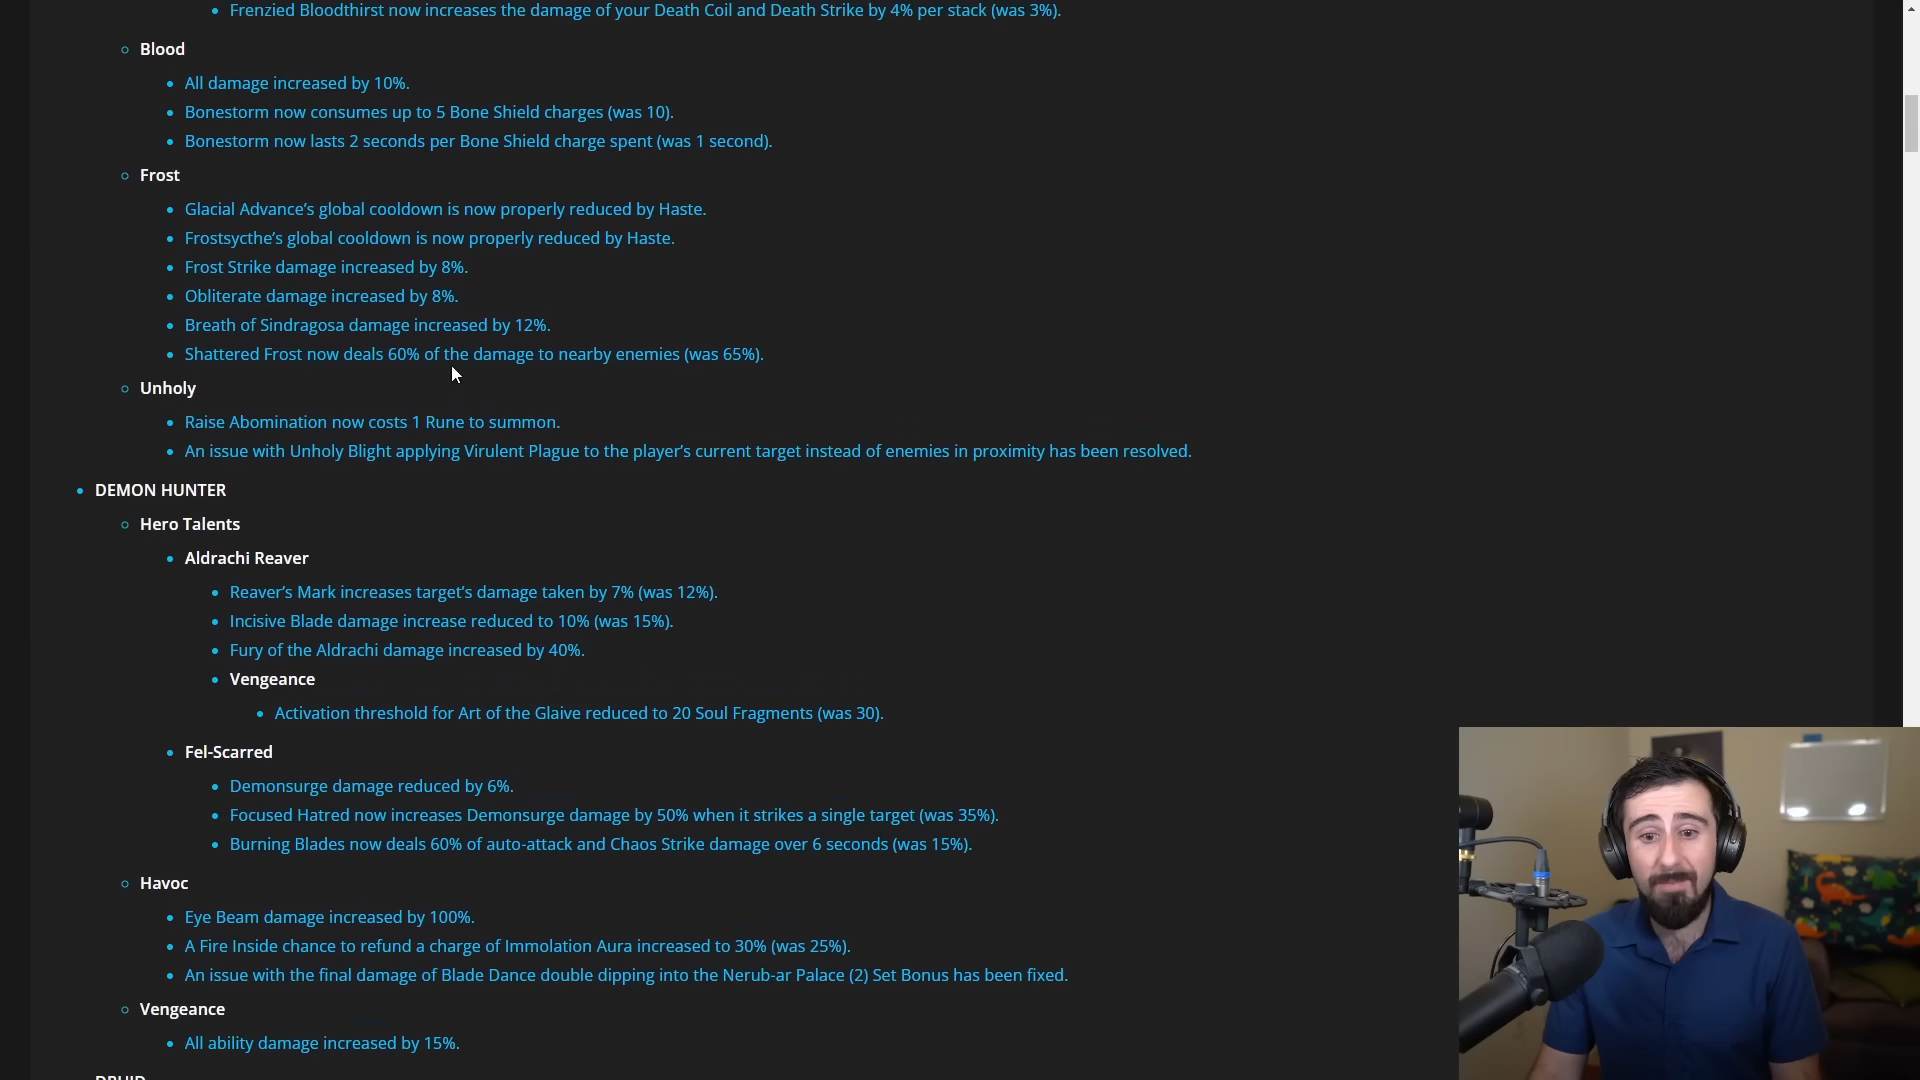 Frenzied Bloodthirst now increases the damage of your Death Coil and Death Strike by 4% per stack (was 3%).
Blood
All damage increased by 10%.
Bonestorm now consumes up to 5 Bone Shield charges (was 10).
Bonestorm now lasts 2 seconds per Bone Shield charge spent (was 1 second).
Frost
Glacial Advance's global cooldown is now properly reduced by Haste.
Frostsycthe's global cooldown is now properly reduced by Haste.
Frost Strike damage increased by 8%.
Obliterate damage increased by 8%.
Breath of Sindragosa damage increased by 12%.
Shattered Frost now deals 60% of the damage to nearby enemies (was 65%).
Unholy
Raise Abomination now costs 1 Rune to summon.
An issue with Unholy Blight applying Virulent Plague to the player's current target instead of enemies in proximity has been resolved.
DEMON HUNTER
Hero Talents
Aldrachi Reaver
Reaver's Mark increases target's damage taken by 7% (was 12%).
Incisive Blade damage increase reduced to 10% (was 15%).
Fury of the Aldrachi damage increased by 40%.
Vengeance
Activation threshold for Art of the Glaive reduced to 20 Soul Fragments (was 30).
Fel-Scarred
Demonsurge damage reduced by 6%.
Focused Hatred now increases Demonsurge damage by 50% when it strikes a single target (was 35%).
Burning Blades now deals 60% of auto-attack and Chaos Strike damage over 6 seconds (was 15%).
Havoc
Eye Beam damage increased by 100%.
A Fire Inside chance to refund a charge of Immolation Aura increased to 30% (was 25%).
An issue with the final damage of Blade Dance double dipping into the Nerub-ar Palace (2) Set Bonus has been fixed.
Vengeance
All ability damage increased by 15%.
DRUID